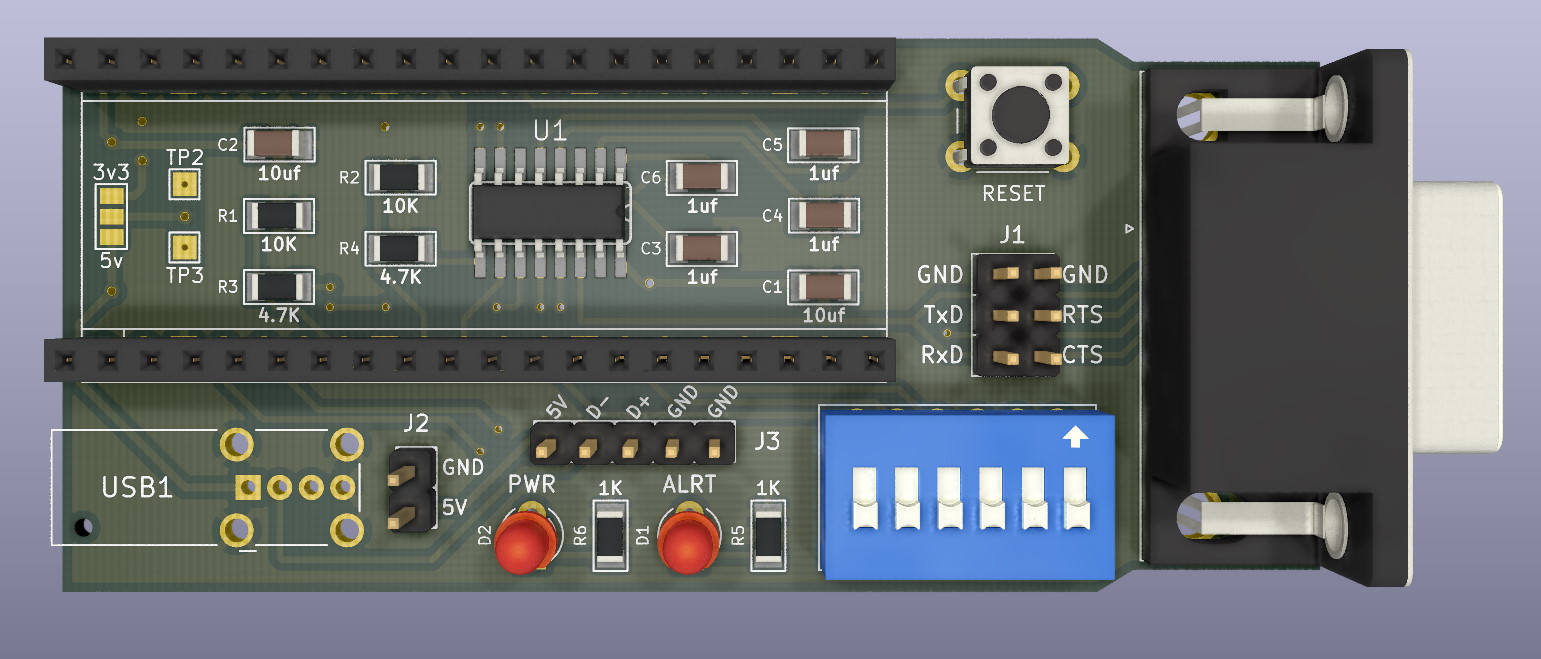 U1
C2
10uf
TP2
3v3
R2
10K
R1
10K
5v
TP3
R4
4.7K
R3
4.7K
C6
1uf
C5
1uf
C4
1uf
C3
1uf
C1
10uf
RESET
J1
GND GND
TxD RTS
RxD CTS
5V D- D+ GND GND
J3
J2
GND
5V
USB1
PWR
D2
1K
R6
ALRT
D1
1K
R5